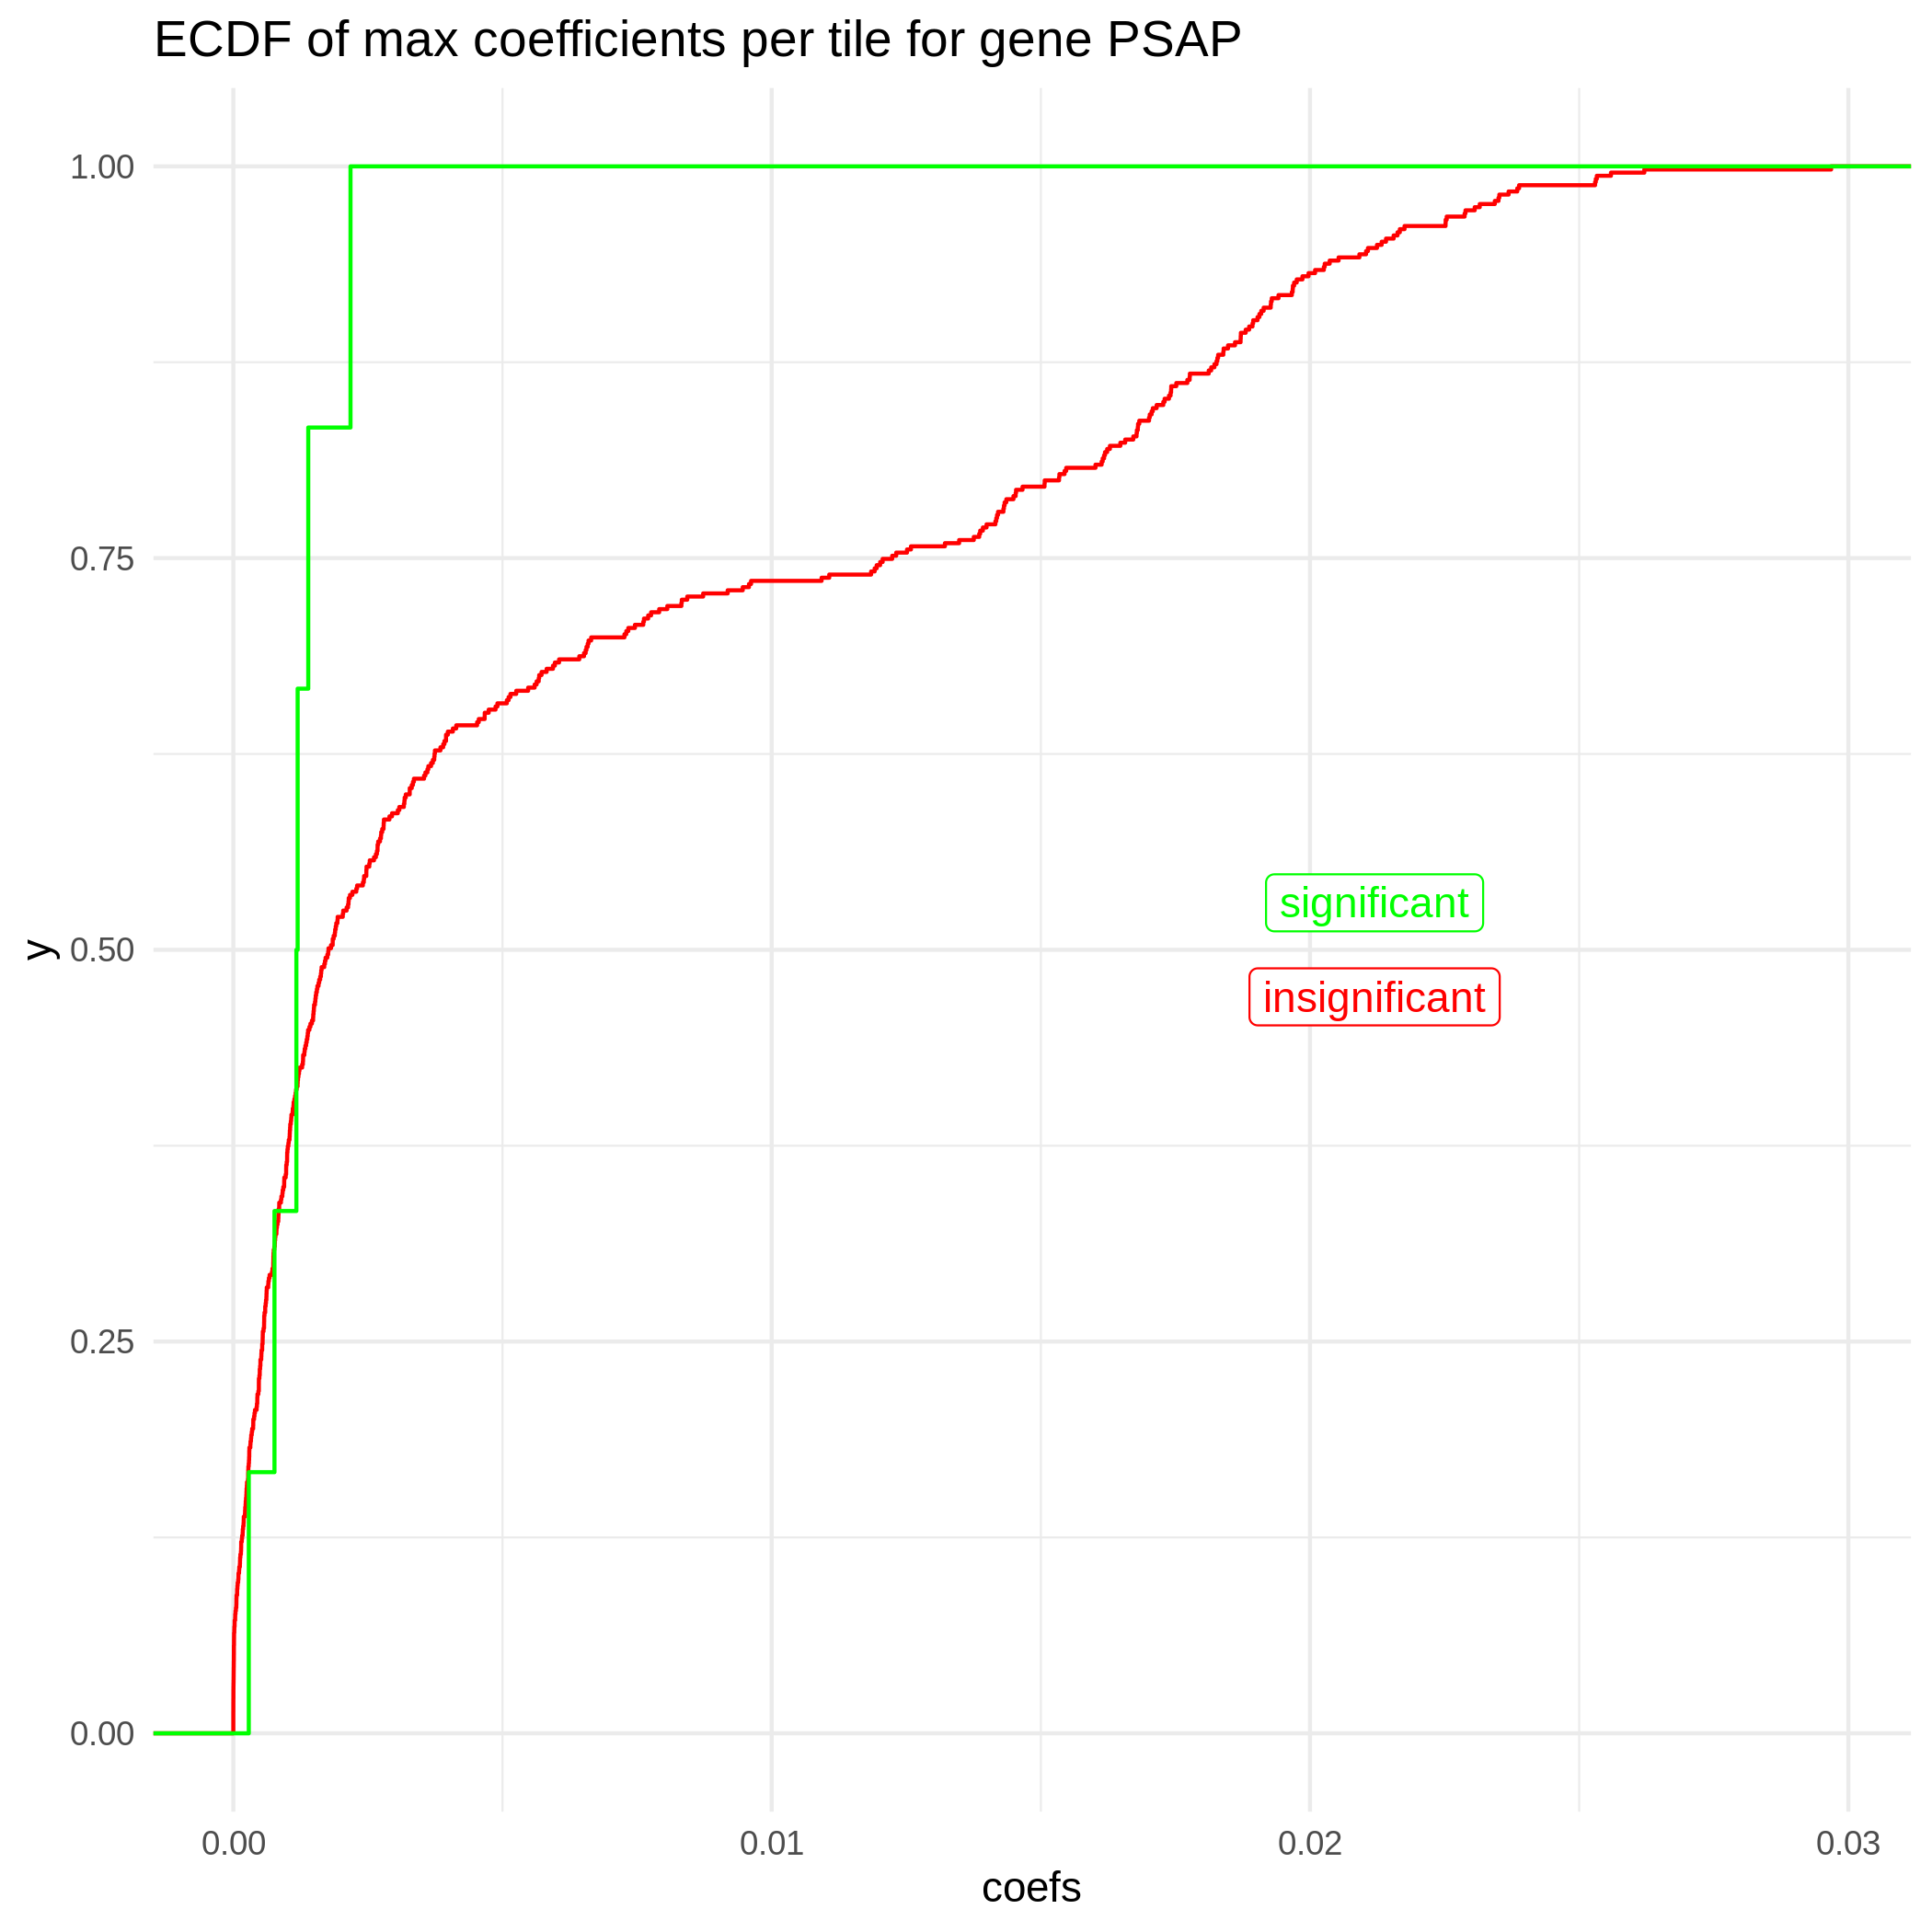 ECDF of max coefficients per tile for gene PSAP
1.00
0.75
0.50
0.25
0.00
y
significant
insignificant
0.00 0.01 0.02 0.03
coefs